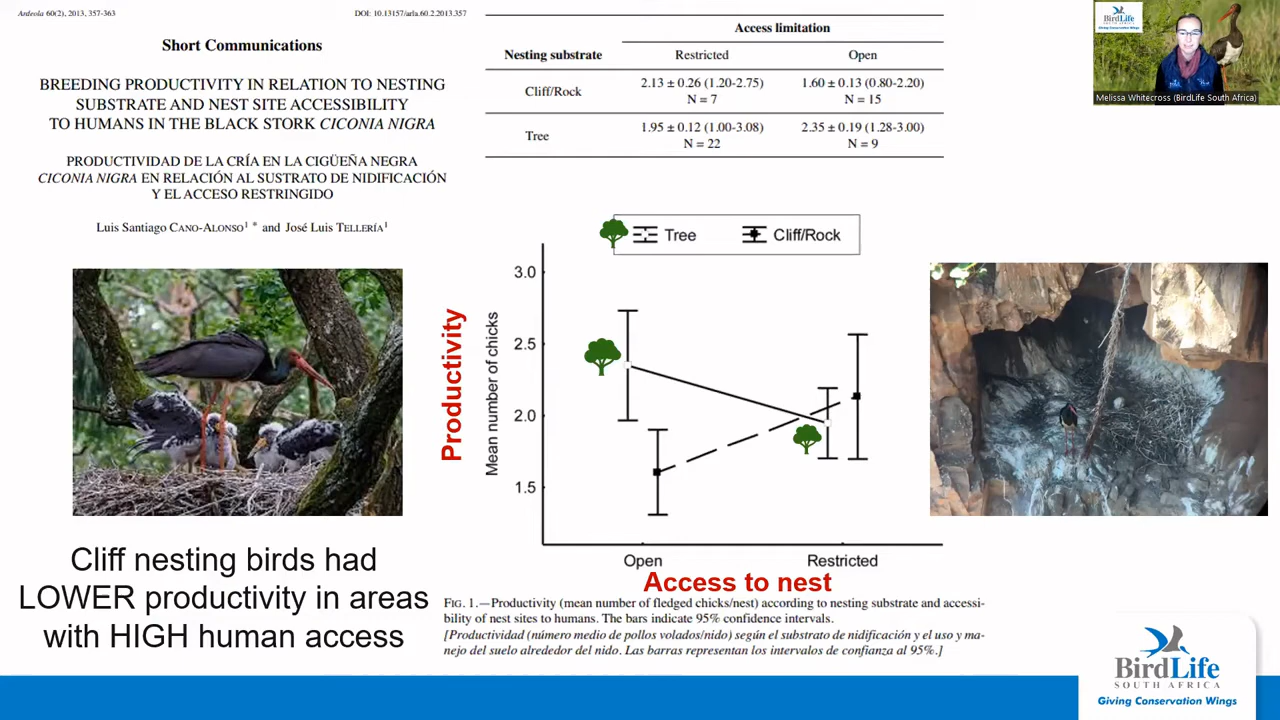 Ardeola 60(2), 2013, 357-363
DOI: 10.13157/arla.60.2.2013.357
Short Communications
BREEDING PRODUCTIVITY IN RELATION TO NESTING
SUBSTRATE AND NEST SITE ACCESSIBILITY
TO HUMANS IN THE BLACK STORK CICONIA NIGRA
PRODUCTIVIDAD DE LA CRÍA EN LA CIGÜEÑA NEGRA
CICONIA NIGRA EN RELACIÓN AL SUSTRATO DE NIDIFICACIÓN
Y EL ACCESO RESTRINGIDO
Luis Santiago CANO-ALONSO1 * and José Luis TELLERÍA1
Access limitation
Nesting substrate
Restricted
Open
Cliff/Rock
2.13 ± 0.26 (1.20-2.75)
N = 7
1.60 ± 0.13 (0.80-2.20)
N = 15
Tree
1.95 ± 0.12 (1.00-3.08)
N = 22
2.35 ± 0.19 (1.28-3.00)
N = 9
BirdLife
SOUTH AFRICA
Giving Conservation Wings
Melissa Whitecross (BirdLife South Africa)
Tree
Cliff/Rock
Productivity
Mean number of chicks
3.0
2.5
2.0
1.5
Open
Restricted
Access to nest
FIG. 1.—Productivity (mean number of fledged chicks/nest) according to nesting substrate and accessi-
bility of nest sites to humans. The bars indicate 95% confidence intervals.
[Productividad (número medio de pollos volados/nido) según el substrato de nidificación y el uso y ma-
nejo del suelo alrededor del nido. Las barras representan los intervalos de confianza al 95%.]
Cliff nesting birds had
LOWER productivity in areas
with HIGH human access
BirdLife
SOUTH AFRICA
Giving Conservation Wings